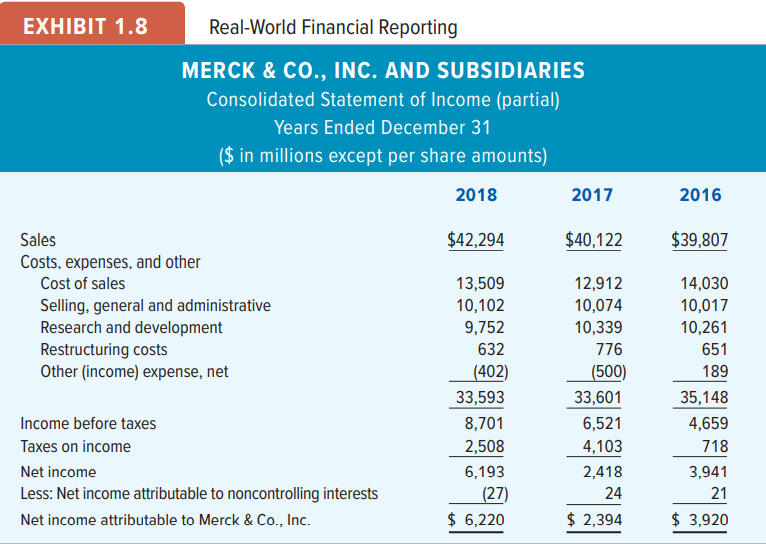 EXHIBIT 1.8 Real-World Financial Reporting
MERCK & CO., INC. AND SUBSIDIARIES
Consolidated Statement of Income (partial)
Years Ended December 31
($ in millions except per share amounts)
2018 2017 2016
Sales $42,294 $40,122 $39,807
Costs, expenses, and other
Cost of sales 13,509 12,912 14,030
Selling, general and administrative 10,102 10,074 10,017
Research and development 9,752 10,339 10,261
Restructuring costs 632 776 651
Other (income) expense, net (402) (500) 189
33,593 33,601 35,148
Income before taxes 8,701 6,521 4,659
Taxes on income 2,508 4,103 718
Net income 6,193 2,418 3,941
Less: Net income attributable to noncontrolling interests (27) 24 21
Net income attributable to Merck & Co., Inc. $ 6,220 $ 2,394 $ 3,920